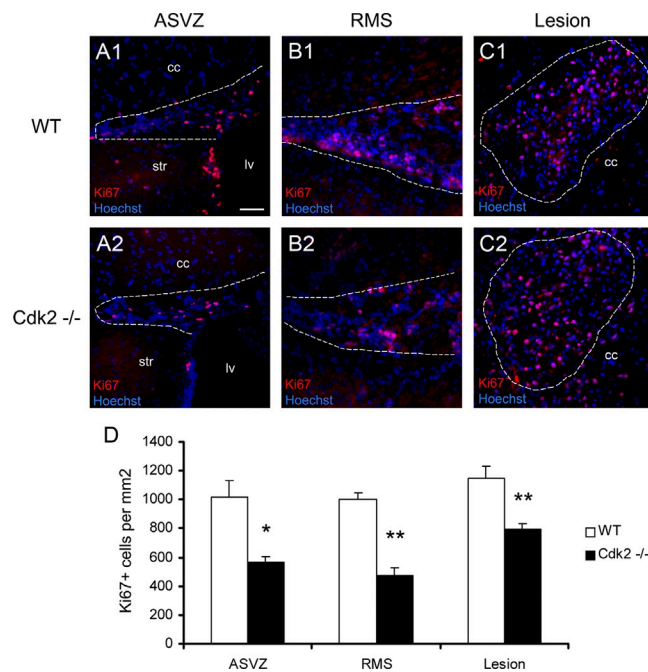 ASVZ RMS Lesion
WT
A1
cc
str
lv
Ki67
Hoechst
B1
Ki67
Hoechst
C1
cc
Ki67
Hoechst
Cdk2 -/-
A2
cc
str
lv
Ki67
Hoechst
B2
Ki67
Hoechst
C2
cc
Ki67
Hoechst
D
Ki67+ cells per mm2
1400
1200
1000
800
600
400
200
0
*
**
**
ASVZ RMS Lesion
WT
Cdk2 -/-